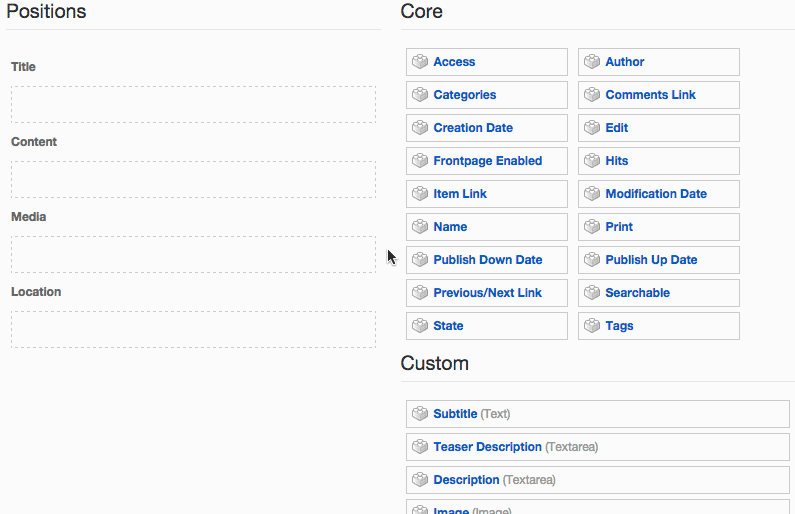 Positions
Title
Content
Media
Location
Core
Access
Author
Categories
Comments Link
Creation Date
Edit
Frontpage Enabled
Hits
Item Link
Modification Date
Name
Print
Publish Down Date
Publish Up Date
Previous/Next Link
Searchable
State
Tags
Custom
Subtitle (Text)
Teaser Description (Textarea)
Description (Textarea)
Image (Image)